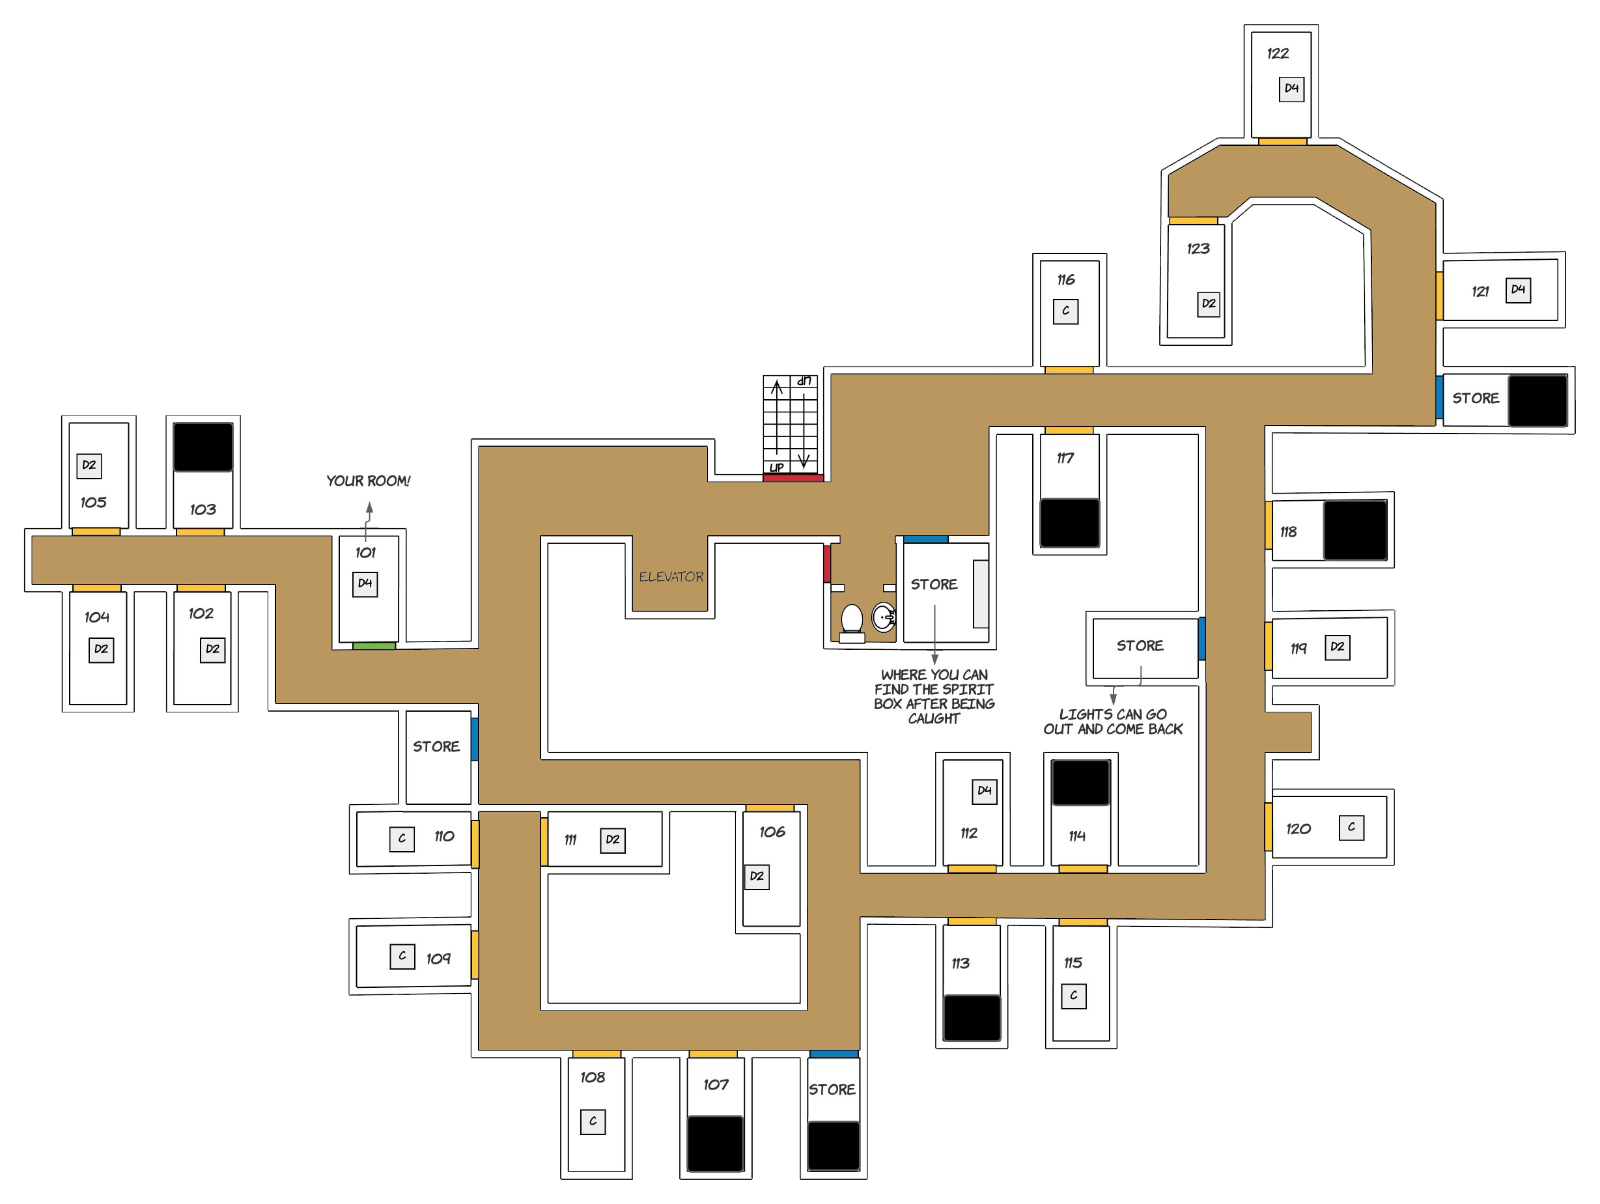 122
D4
123
D2
116
C
121
D4
UP
UP
STORE
D2
105
103
YOUR ROOM!
101
D4
117
118
ELEVATOR
STORE
104
D2
102
D2
STORE
119
D2
WHERE YOU CAN
FIND THE SPIRIT
BOX AFTER BEING
CAUGHT
LIGHTS CAN GO
OUT AND COME BACK
STORE
D4
C
110
111
D2
106
112
114
120
C
D2
C
109
113
115
C
108
107
STORE
C